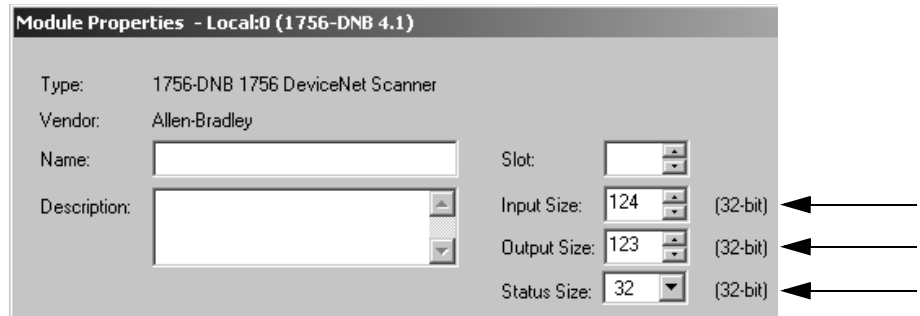 Module Properties - Local:0 (1756-DNB 4.1)
Type: 1756-DNB 1756 DeviceNet Scanner
Vendor: Allen-Bradley
Name: Slot:
Description: Input Size: 124 (32-bit)
Output Size: 123 (32-bit)
Status Size: 32 (32-bit)